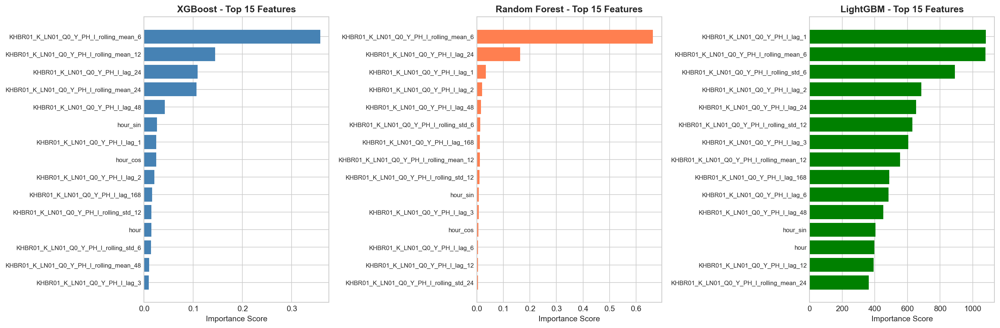 XGBoost - Top 15 Features
KHBR01_K_LN01_Q0_Y_PH_I_rolling_mean_6
KHBR01_K_LN01_Q0_Y_PH_I_rolling_mean_12
KHBR01_K_LN01_Q0_Y_PH_I_lag_24
KHBR01_K_LN01_Q0_Y_PH_I_rolling_mean_24
KHBR01_K_LN01_Q0_Y_PH_I_lag_48
hour_sin
KHBR01_K_LN01_Q0_Y_PH_I_lag_1
hour_cos
KHBR01_K_LN01_Q0_Y_PH_I_lag_2
KHBR01_K_LN01_Q0_Y_PH_I_lag_168
KHBR01_K_LN01_Q0_Y_PH_I_rolling_std_12
hour
KHBR01_K_LN01_Q0_Y_PH_I_rolling_std_6
KHBR01_K_LN01_Q0_Y_PH_I_rolling_mean_48
KHBR01_K_LN01_Q0_Y_PH_I_lag_3
0.0 0.1 0.2 0.3
Importance Score
Random Forest - Top 15 Features
KHBR01_K_LN01_Q0_Y_PH_I_rolling_mean_6
KHBR01_K_LN01_Q0_Y_PH_I_lag_24
KHBR01_K_LN01_Q0_Y_PH_I_lag_1
KHBR01_K_LN01_Q0_Y_PH_I_lag_2
KHBR01_K_LN01_Q0_Y_PH_I_lag_48
KHBR01_K_LN01_Q0_Y_PH_I_rolling_std_6
KHBR01_K_LN01_Q0_Y_PH_I_lag_168
KHBR01_K_LN01_Q0_Y_PH_I_rolling_mean_12
KHBR01_K_LN01_Q0_Y_PH_I_rolling_std_12
hour_sin
KHBR01_K_LN01_Q0_Y_PH_I_lag_3
hour_cos
KHBR01_K_LN01_Q0_Y_PH_I_lag_6
KHBR01_K_LN01_Q0_Y_PH_I_lag_12
KHBR01_K_LN01_Q0_Y_PH_I_rolling_std_24
0.0 0.1 0.2 0.3 0.4 0.5 0.6
Importance Score
LightGBM - Top 15 Features
KHBR01_K_LN01_Q0_Y_PH_I_lag_1
KHBR01_K_LN01_Q0_Y_PH_I_rolling_mean_6
KHBR01_K_LN01_Q0_Y_PH_I_rolling_std_6
KHBR01_K_LN01_Q0_Y_PH_I_lag_2
KHBR01_K_LN01_Q0_Y_PH_I_lag_24
KHBR01_K_LN01_Q0_Y_PH_I_rolling_std_12
KHBR01_K_LN01_Q0_Y_PH_I_lag_3
KHBR01_K_LN01_Q0_Y_PH_I_rolling_mean_12
KHBR01_K_LN01_Q0_Y_PH_I_lag_168
KHBR01_K_LN01_Q0_Y_PH_I_lag_6
KHBR01_K_LN01_Q0_Y_PH_I_lag_48
hour_sin
hour
KHBR01_K_LN01_Q0_Y_PH_I_lag_12
KHBR01_K_LN01_Q0_Y_PH_I_rolling_mean_24
0 200 400 600 800 1000
Importance Score